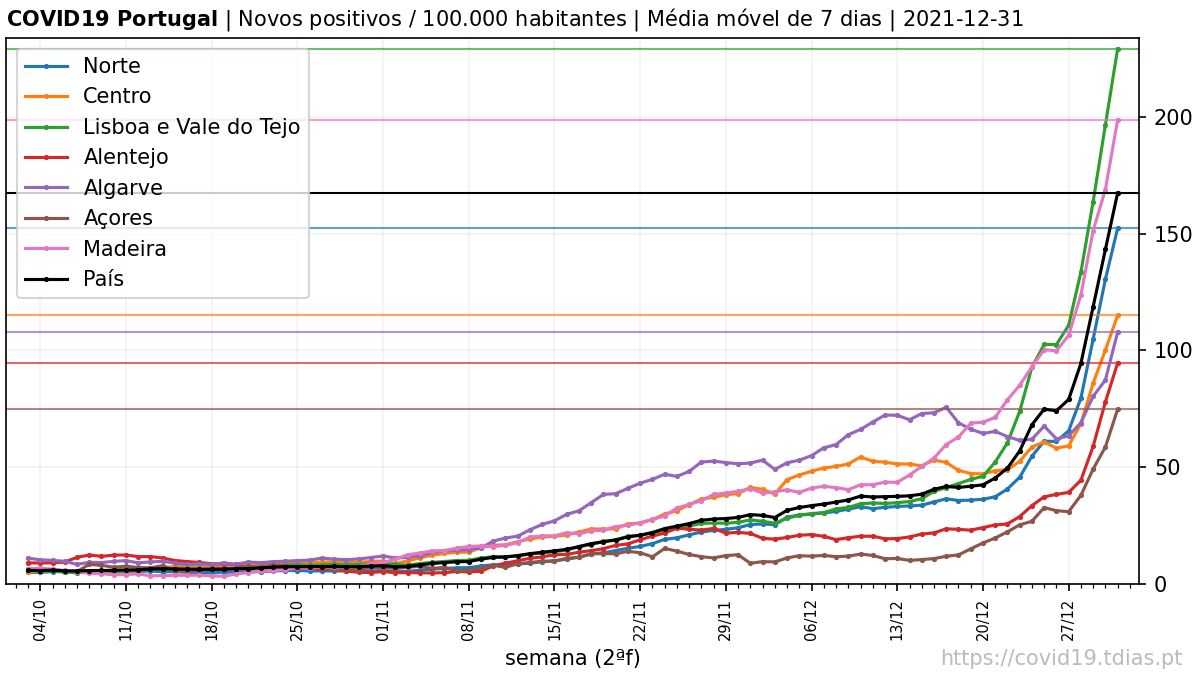 COVID19 Portugal | Novos positivos / 100.000 habitantes | Média móvel de 7 dias | 2021-12-31
Norte
Centro
Lisboa e Vale do Tejo
Alentejo
Algarve
Açores
Madeira
País
200
150
100
50
0
04/10 11/10 18/10 25/10 01/11 08/11 15/11 22/11 29/11 06/12 13/12 20/12 27/12
semana (2ªf)
https://covid19.tdias.pt